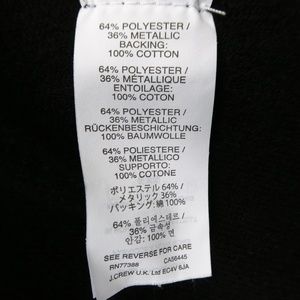 64% POLYESTER /
36% METALLIC
BACKING:
100% COTTON
64% POLYESTER /
36% MÉTALLIQUE
ENTOILAGE:
100% COTON
64% POLYESTER /
36% METALLIC
RÜCKENBESCHICHTUNG:
100% BAUMWOLLE
64% POLIESTERE /
36% METALLICO
SUPPORTO:
100% COTONE
ポリエステル 64% /
メタリック 36%
バッキング: 綿 100%
64% 폴리에스테르 /
36% 금속성
안감: 100% 면
SEE REVERSE FOR CARE
RN77388 CA56445
J.CREW U.K. Ltd EC4V 6JA